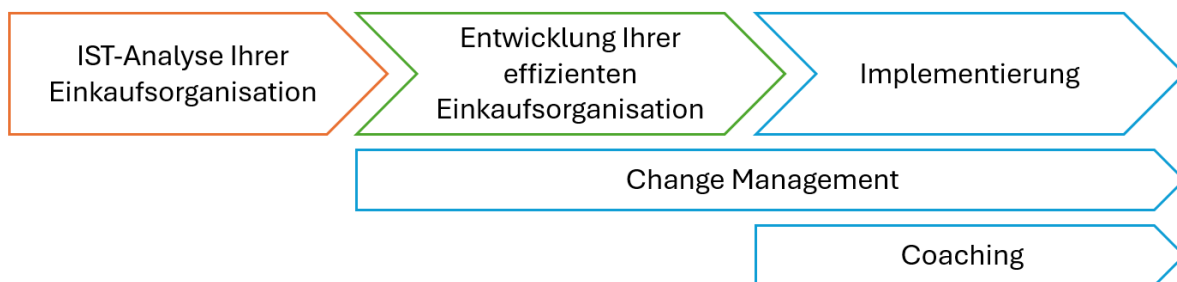 IST-Analyse Ihrer
Einkaufsorganisation
Entwicklung Ihrer
effizienten
Einkaufsorganisation
Implementierung
Change Management
Coaching